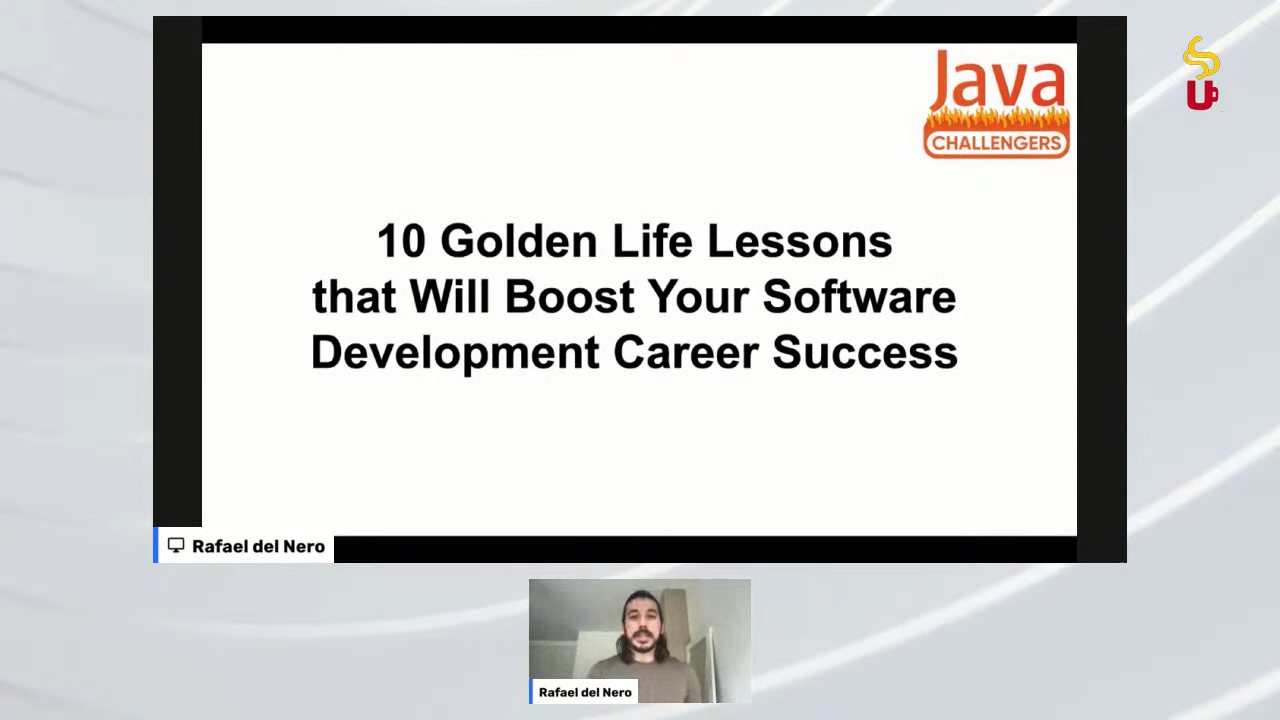 Java
CHALLENGERS
10 Golden Life Lessons
that Will Boost Your Software
Development Career Success
Rafael del Nero
Rafael del Nero